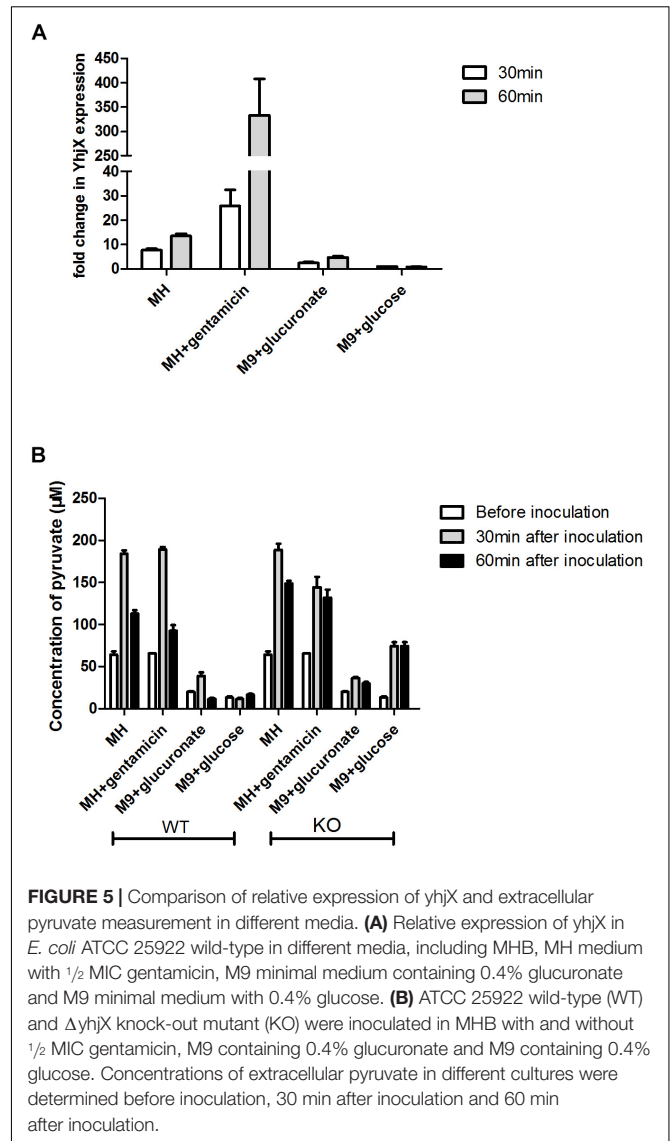 A
fold change in YhjX expression
450
400
350
300
250
40
30
20
10
0
30min
60min
MH
MH+gentamicin
M9+glucuronate
M9+glucose
B
Concentration of pyruvate (µM)
250
200
150
100
50
0
Before inoculation
30min after inoculation
60min after inoculation
MH
MH+gentamicin
M9+glucuronate
M9+glucose
MH
MH+gentamicin
M9+glucuronate
M9+glucose
WT
KO
FIGURE 5 | Comparison of relative expression of yhjX and extracellular
pyruvate measurement in different media. (A) Relative expression of yhjX in
E. coli ATCC 25922 wild-type in different media, including MHB, MH medium
with 1/2 MIC gentamicin, M9 minimal medium containing 0.4% glucuronate
and M9 minimal medium with 0.4% glucose. (B) ATCC 25922 wild-type (WT)
and ΔyhjX knock-out mutant (KO) were inoculated in MHB with and without
1/2 MIC gentamicin, M9 containing 0.4% glucuronate and M9 containing 0.4%
glucose. Concentrations of extracellular pyruvate in different cultures were
determined before inoculation, 30 min after inoculation and 60 min
after inoculation.